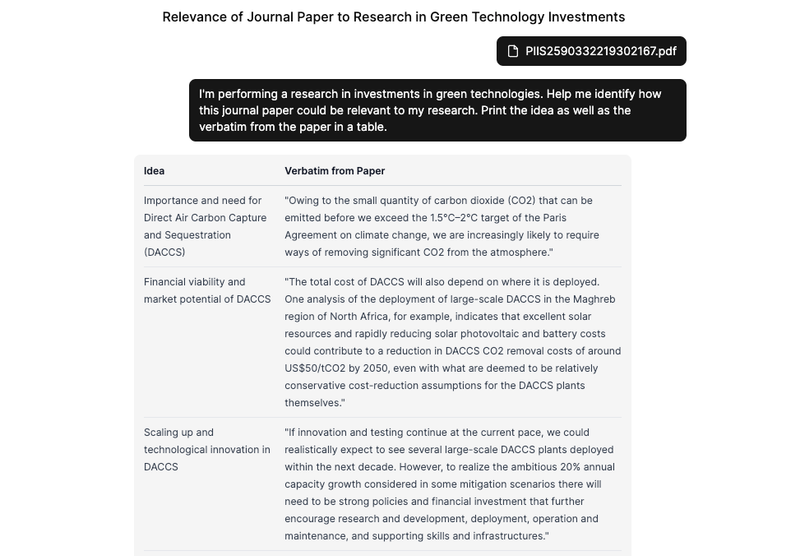 Relevance of Journal Paper to Research in Green Technology Investments
PIIS2590332219302167.pdf
I'm performing a research in investments in green technologies. Help me identify how
this journal paper could be relevant to my research. Print the idea as well as the
verbatim from the paper in a table.
Idea
Verbatim from Paper
Importance and need for
Direct Air Carbon Capture
and Sequestration
(DACCS)
"Owing to the small quantity of carbon dioxide (CO2) that can be
emitted before we exceed the 1.5°C–2°C target of the Paris
Agreement on climate change, we are increasingly likely to require
ways of removing significant CO2 from the atmosphere."
Financial viability and
market potential of DACCS
"The total cost of DACCS will also depend on where it is deployed.
One analysis of the deployment of large-scale DACCS in the Maghreb
region of North Africa, for example, indicates that excellent solar
resources and rapidly reducing solar photovoltaic and battery costs
could contribute to a reduction in DACCS CO2 removal costs of around
US$50/tCO2 by 2050, even with what are deemed to be relatively
conservative cost-reduction assumptions for the DACCS plants
themselves."
Scaling up and
technological innovation in
DACCS
"If innovation and testing continue at the current pace, we could
realistically expect to see several large-scale DACCS plants deployed
within the next decade. However, to realize the ambitious 20% annual
capacity growth considered in some mitigation scenarios there will
need to be strong policies and financial investment that further
encourage research and development, deployment, operation and
maintenance, and supporting skills and infrastructures."